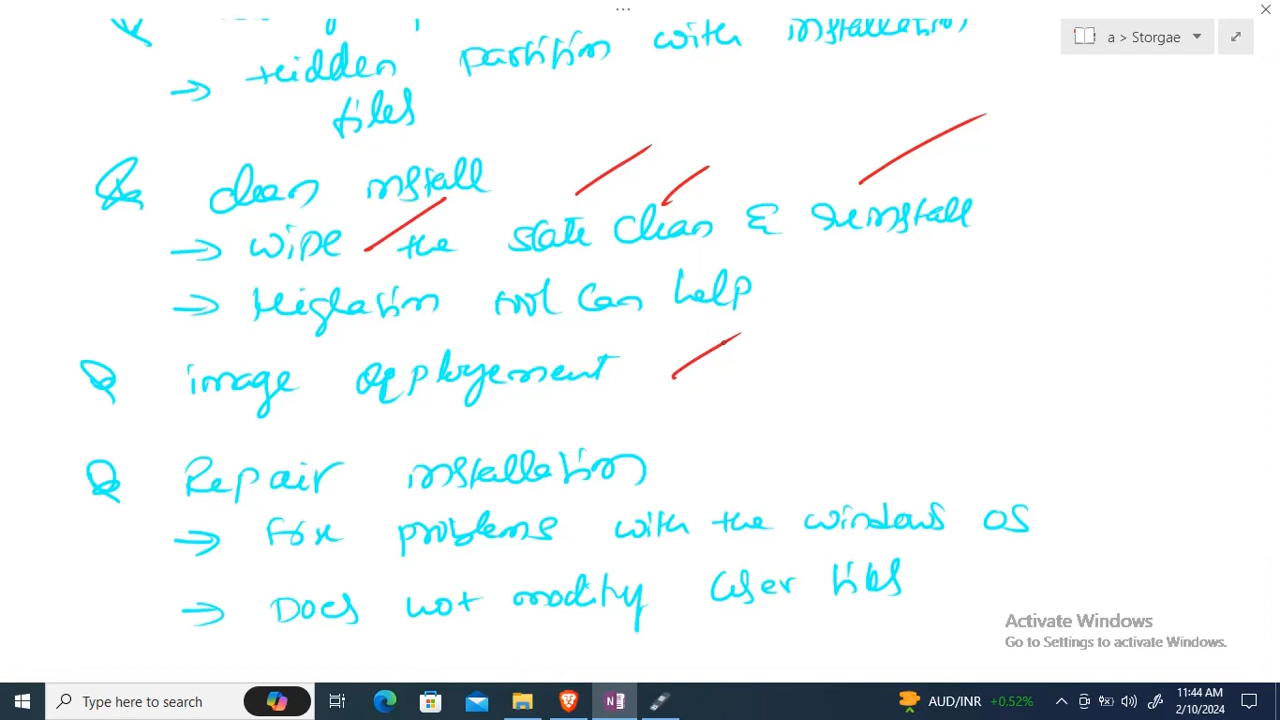 a > Storgae
→ Hidden partition with installation
files
clean install
→ wipe the slate clean & reinstall
→ Migration tool can help
image deployement
Repair installation
→ Fix problems with the windows OS
→ Does not modify user files
Activate Windows
Go to Settings to activate Windows.
Type here to search
AUD/INR +0.52%
11:44 AM
2/10/2024